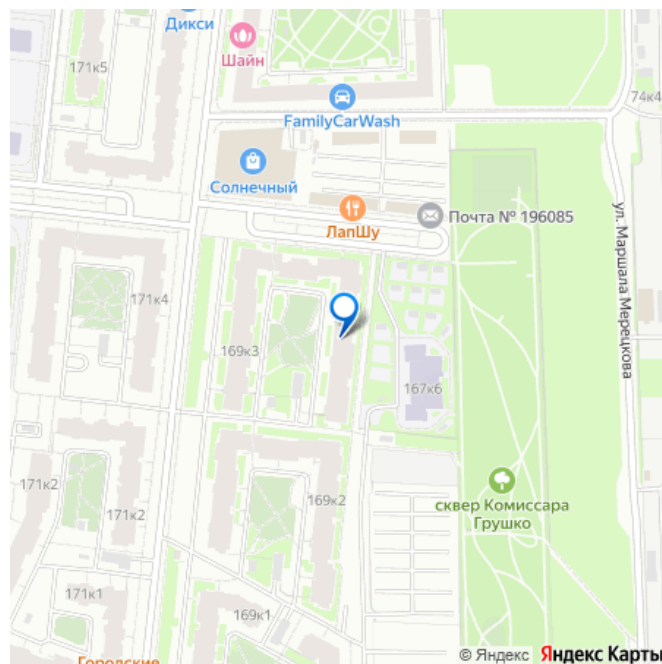 Дикси
Шайн
171к5
74к4
FamilyCarWash
Солнечный
ЛапШу
Почта № 196085
ул. Маршала Мерецкова
171к4
169к3
167к6
171к2
171к2
169к2
сквер Комиссара
Грушко
171к1
169к1
Городские
© Яндекс Яндекс Карты